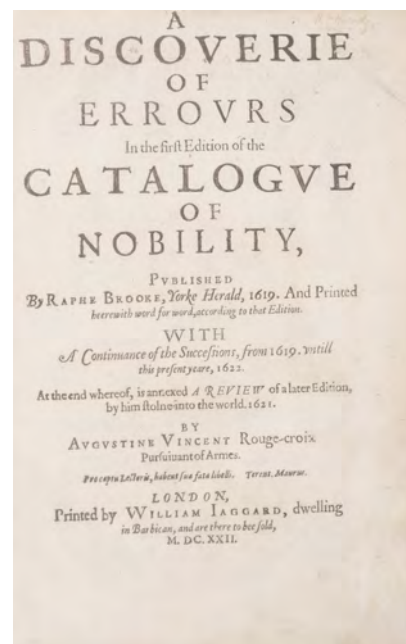 A
DISCOVERIE
OF
ERROVRS
In the first Edition of the
CATALOGVE
OF
NOBILITY,
PVBLISHED
By RAPHE BROOKE, Yorke Herald, 1619. And Printed
heerewith word for word, according to that Edition.
WITH
A Continuance of the Successions, from 1619. vntill
this present yeare, 1622.
At the end whereof, is annexed A REVIEW of a later Edition,
by him stolne into the world. 1621.
BY
AVGVSTINE VINCENT Rouge-croix
Pursuiuant of Armes.
Pro captu Lectoris, habent sua fata libelli. Terent. Maurus.
LONDON,
Printed by WILLIAM IAGGARD, dwelling
in Barbican, and are there to bee sold,
M. DC. XXII.